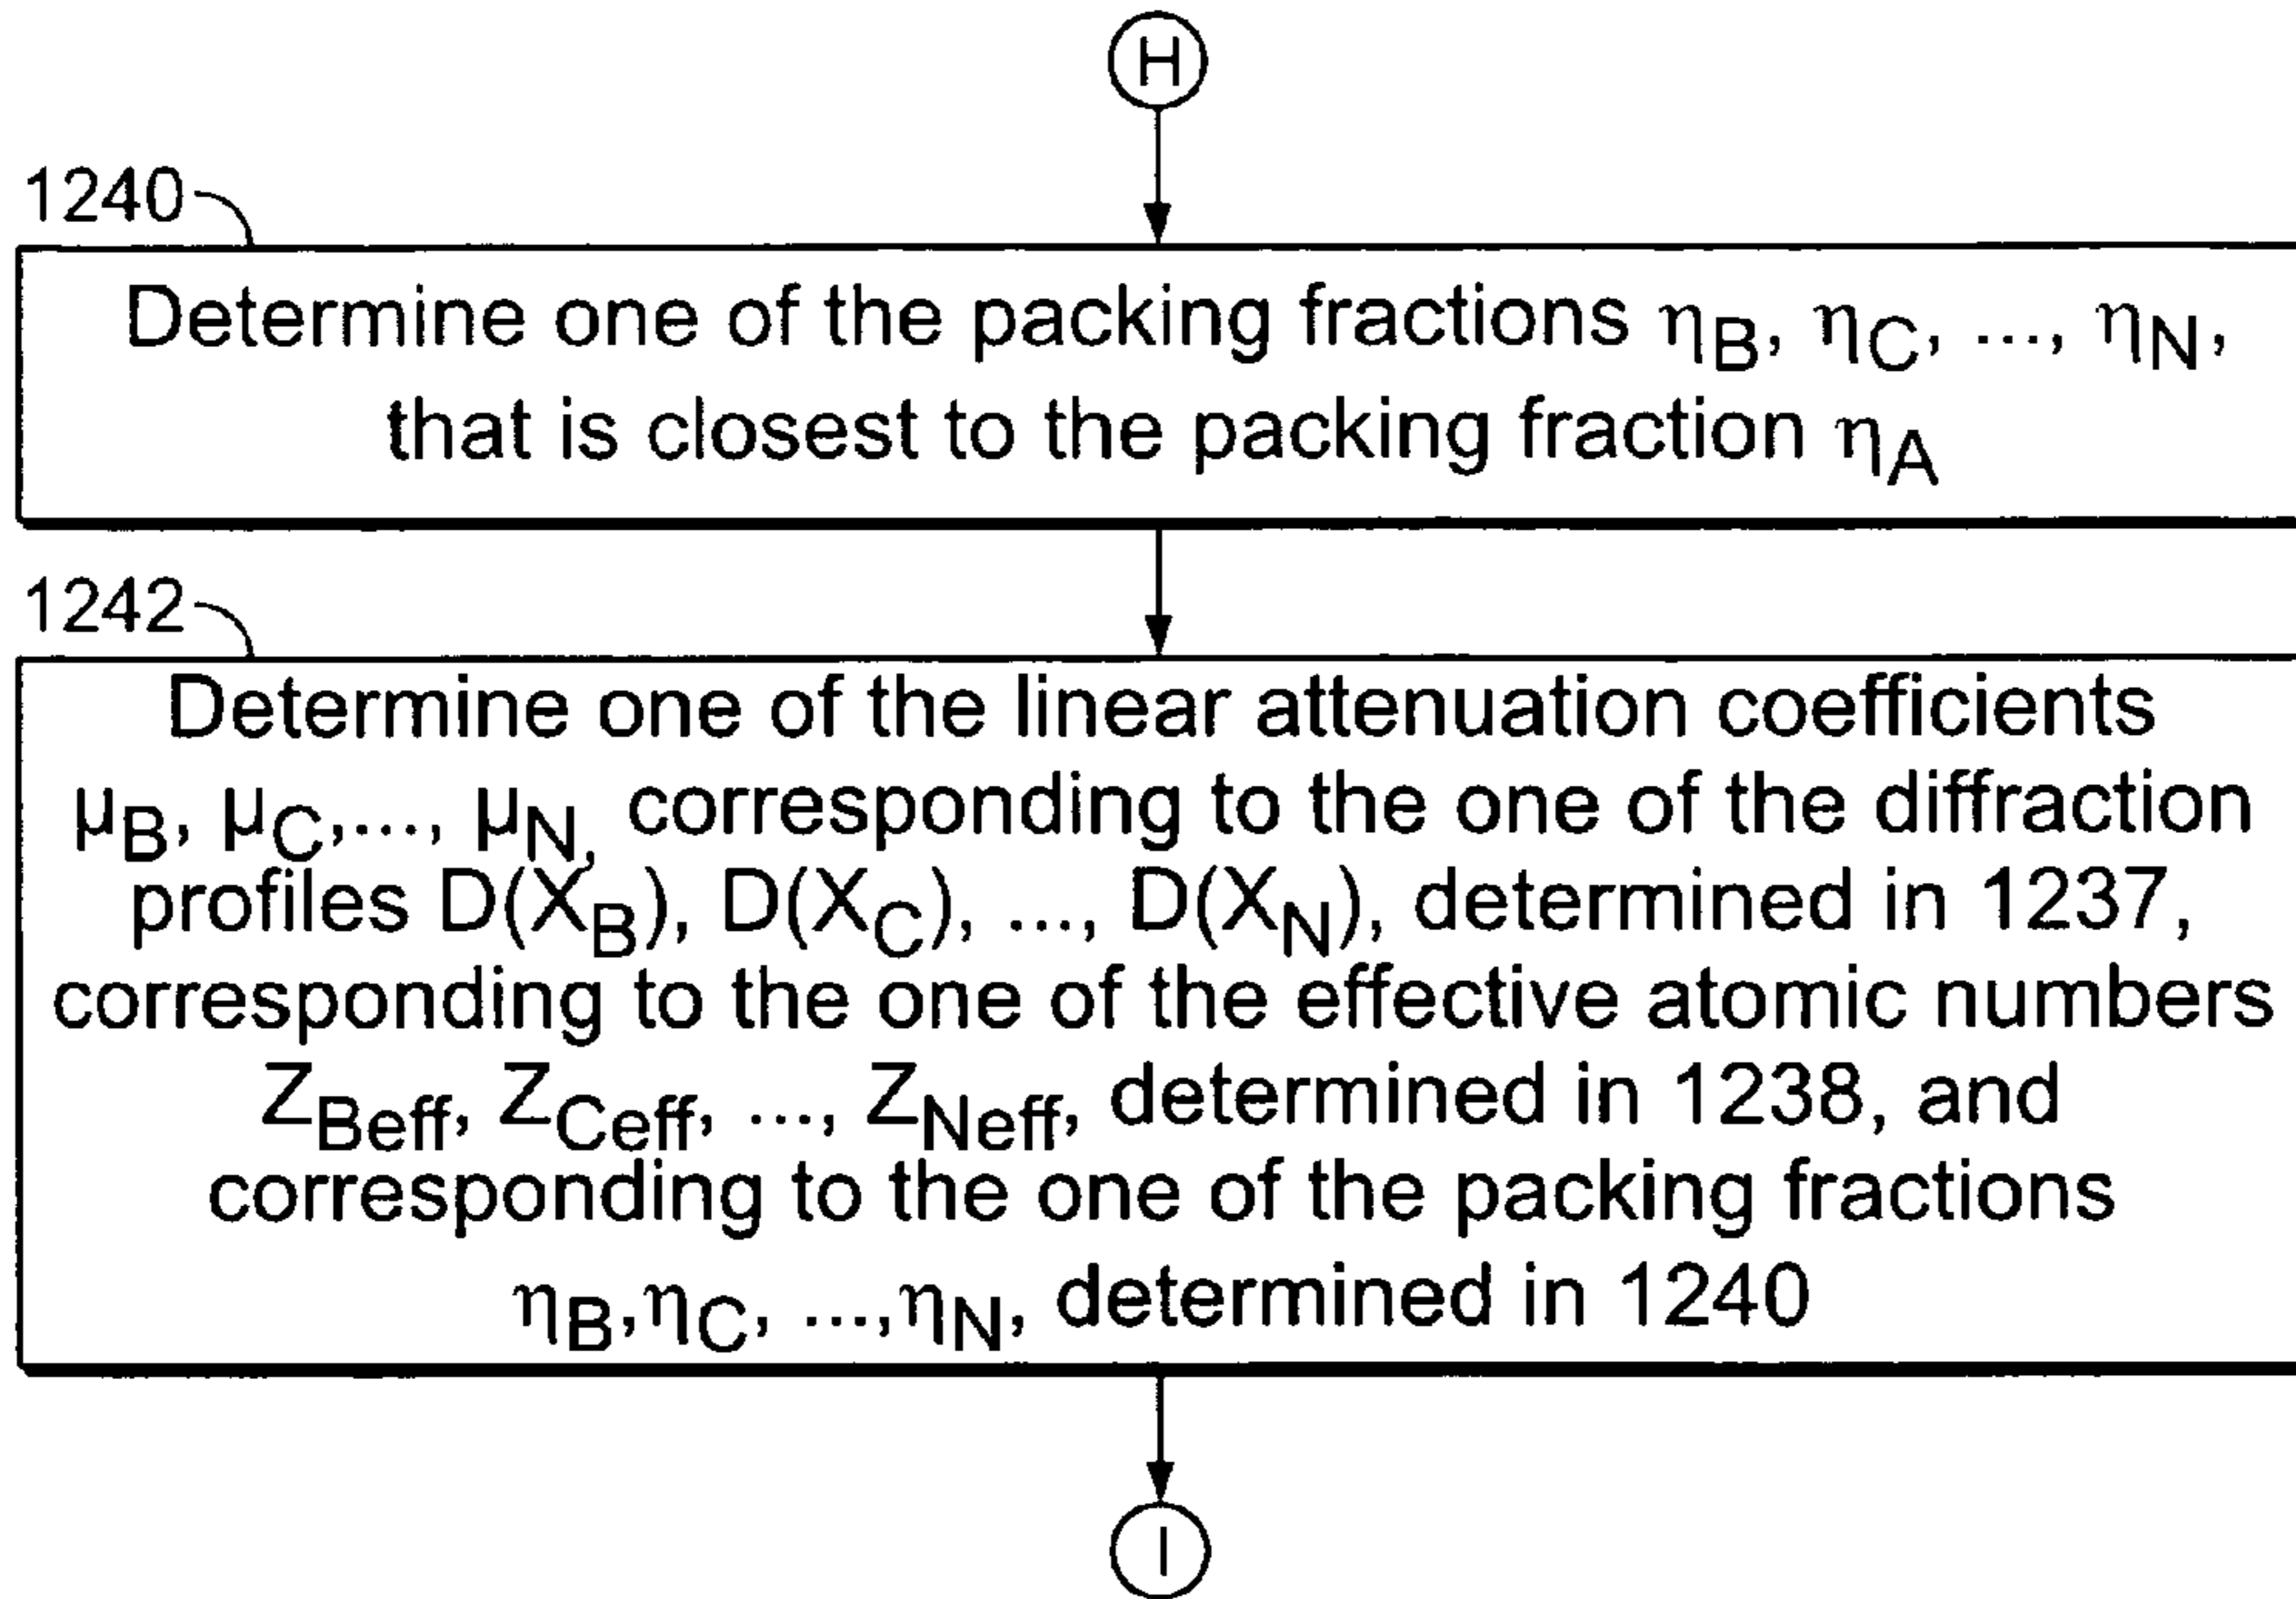 H
1240
Determine one of the packing fractions ηB, ηC, ..., ηN,
that is closest to the packing fraction ηA
1242
Determine one of the linear attenuation coefficients
μB, μC,..., μN, corresponding to the one of the diffraction
profiles D(XB), D(XC), ..., D(XN), determined in 1237,
corresponding to the one of the effective atomic numbers
ZBeff, ZCeff, ..., ZNeff, determined in 1238, and
corresponding to the one of the packing fractions
ηB,ηC, ...,ηN, determined in 1240
I